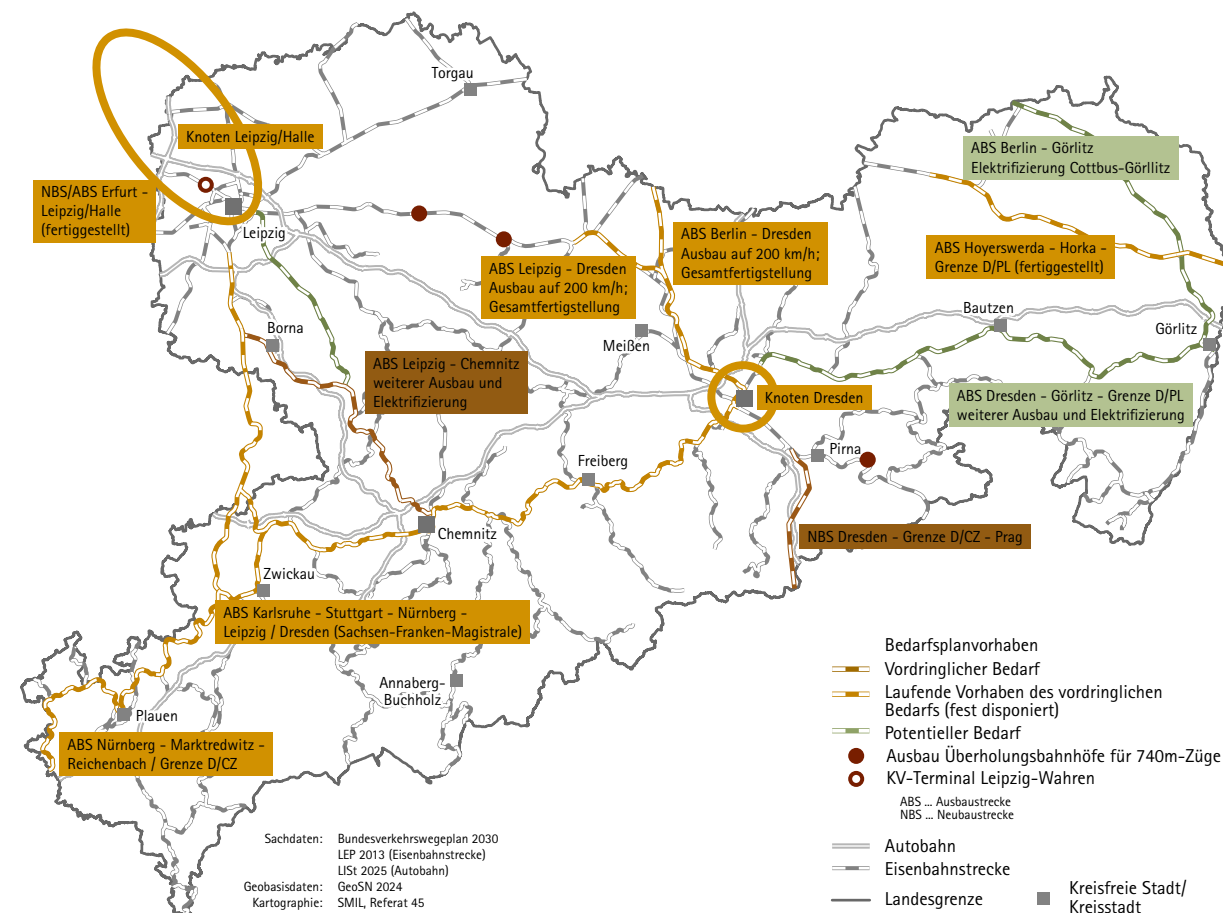 Torgau
Knoten Leipzig/Halle
ABS Berlin - Görlitz
Elektrifizierung Cottbus-Görllitz
NBS/ABS Erfurt -
Leipzig/Halle
(fertiggestellt)
Leipzig
ABS Berlin - Dresden
Ausbau auf 200 km/h;
Gesamtfertigstellung
ABS Hoyerswerda - Horka -
Grenze D/PL (fertiggestellt)
ABS Leipzig - Dresden
Ausbau auf 200 km/h;
Gesamtfertigstellung
Bautzen
Görlitz
Borna
Meißen
ABS Leipzig - Chemnitz
weiterer Ausbau und
Elektrifizierung
Knoten Dresden
ABS Dresden - Görlitz - Grenze D/PL
weiterer Ausbau und Elektrifizierung
Pirna
Freiberg
Chemnitz
NBS Dresden - Grenze D/CZ - Prag
Zwickau
ABS Karlsruhe - Stuttgart - Nürnberg -
Leipzig / Dresden (Sachsen-Franken-Magistrale)
Annaberg-
Buchholz
Plauen
ABS Nürnberg - Marktredwitz -
Reichenbach / Grenze D/CZ
Bedarfsplanvorhaben
Vordringlicher Bedarf
Laufende Vorhaben des vordringlichen
Bedarfs (fest disponiert)
Potentieller Bedarf
Ausbau Überholungsbahnhöfe für 740m-Züge
KV-Terminal Leipzig-Wahren
ABS ... Ausbaustrecke
NBS ... Neubaustrecke
Autobahn
Eisenbahnstrecke
Landesgrenze
Kreisfreie Stadt/
Kreisstadt
Sachdaten: Bundesverkehrswegeplan 2030
LEP 2013 (Eisenbahnstrecke)
LISt 2025 (Autobahn)
Geobasisdaten: GeoSN 2024
Kartographie: SMIL, Referat 45